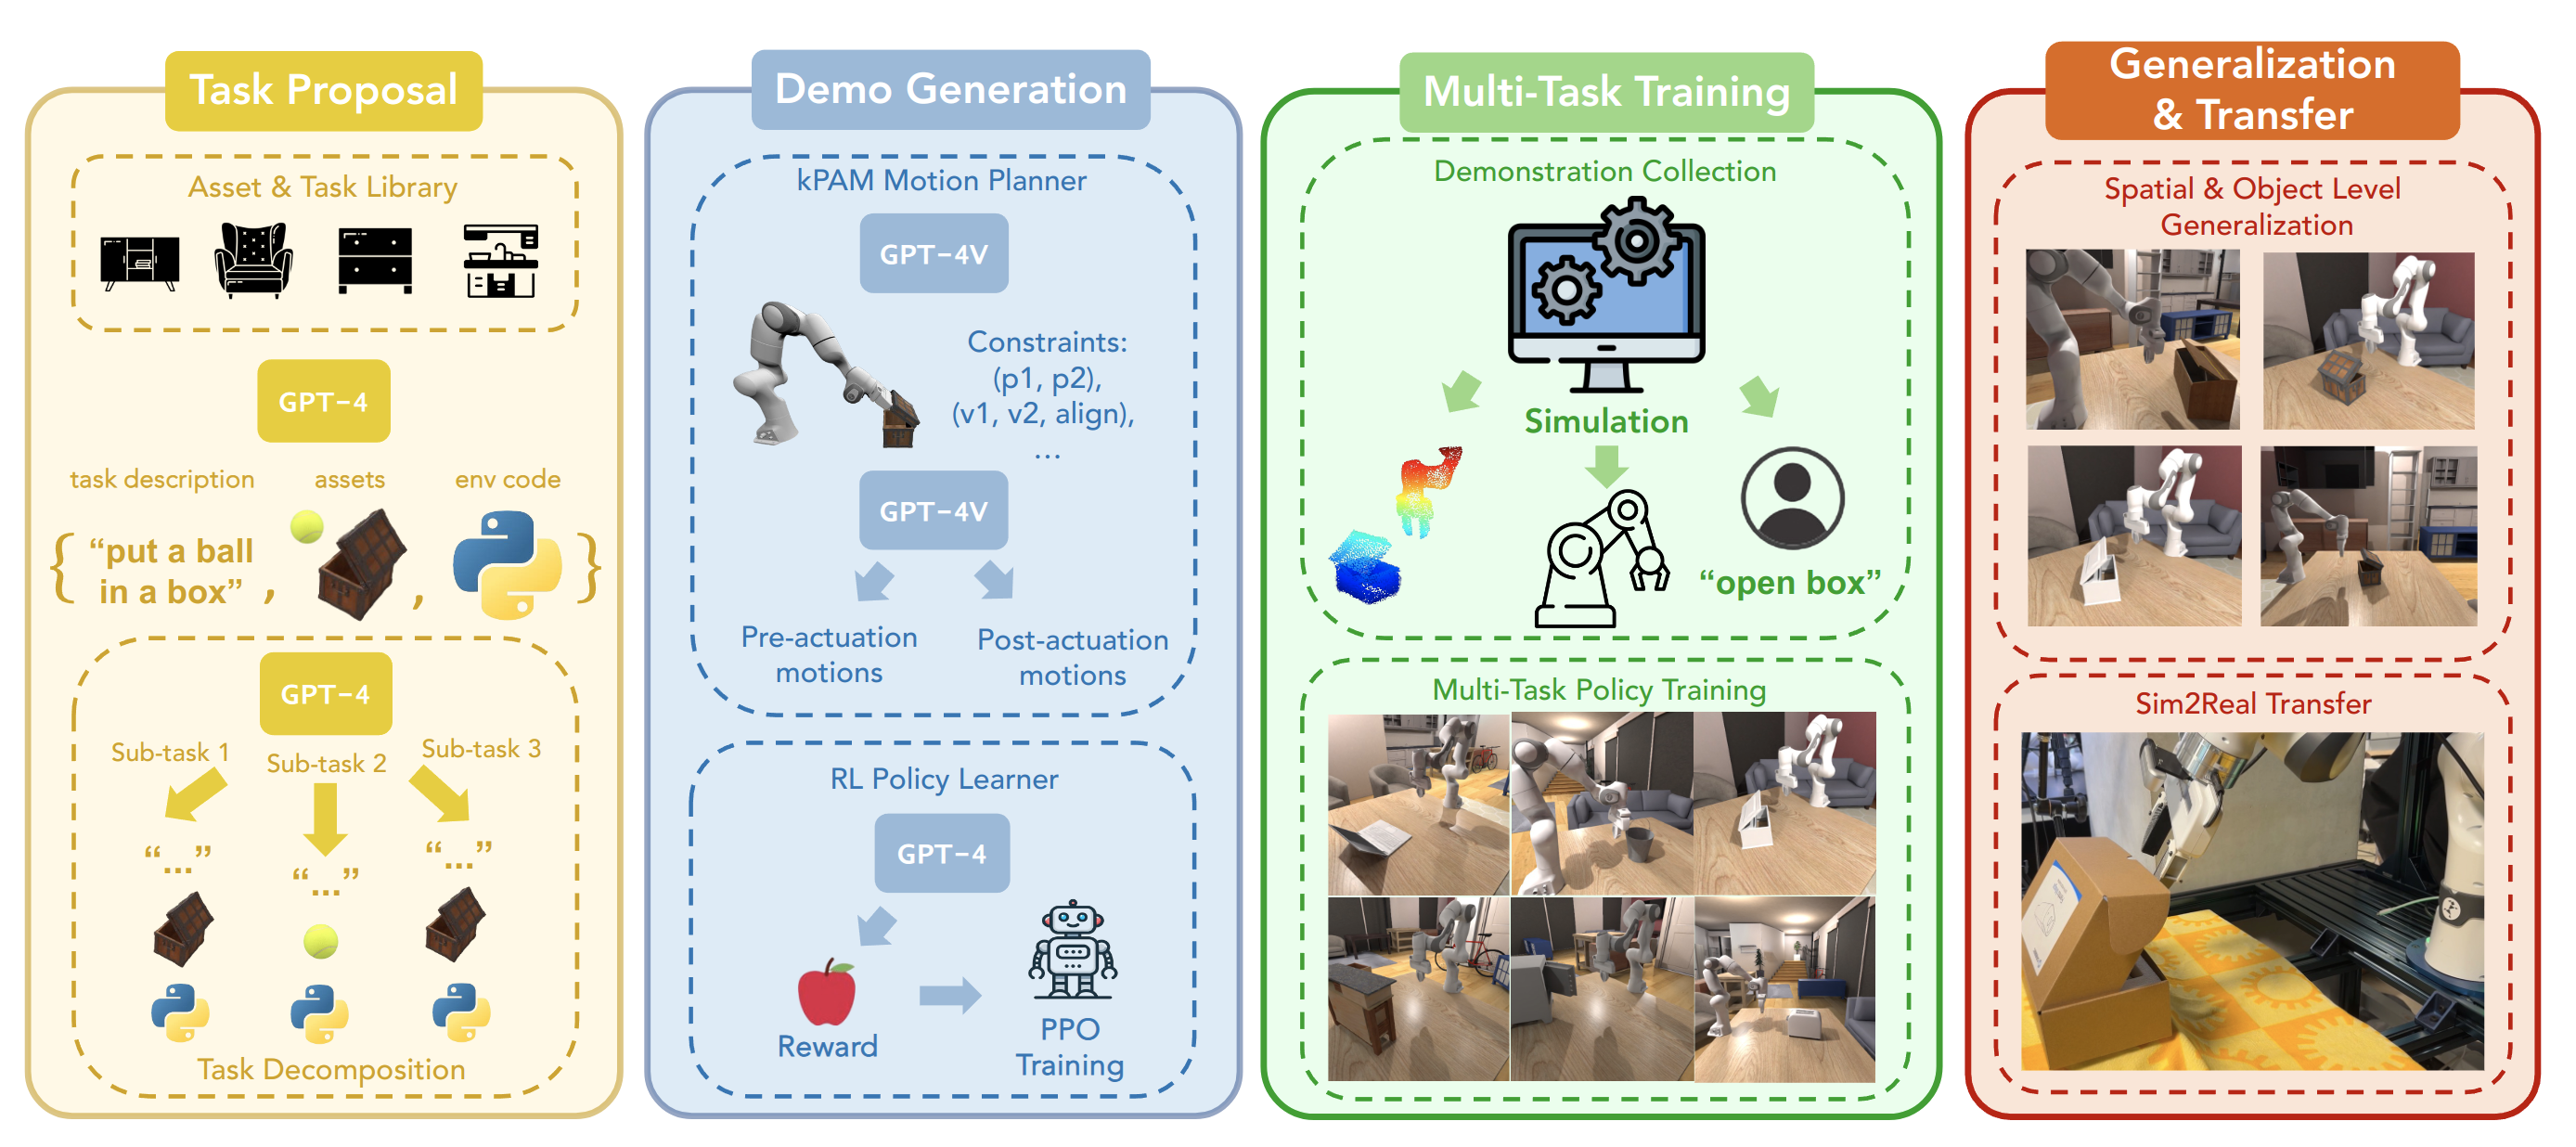 Task Proposal
Asset & Task Library
GPT-4
task description
assets
env code
{ “put a ball
in a box” , , }
GPT-4
Sub-task 1
Sub-task 2
Sub-task 3
“...”
“...”
“...”
Task Decomposition
Demo Generation
kPAM Motion Planner
GPT-4V
Constraints:
(p1, p2),
(v1, v2, align),
...
GPT-4V
Pre-actuation
motions
Post-actuation
motions
RL Policy Learner
GPT-4
Reward
PPO
Training
Multi-Task Training
Demonstration Collection
Simulation
“open box”
Multi-Task Policy Training
Generalization
& Transfer
Spatial & Object Level
Generalization
Sim2Real Transfer